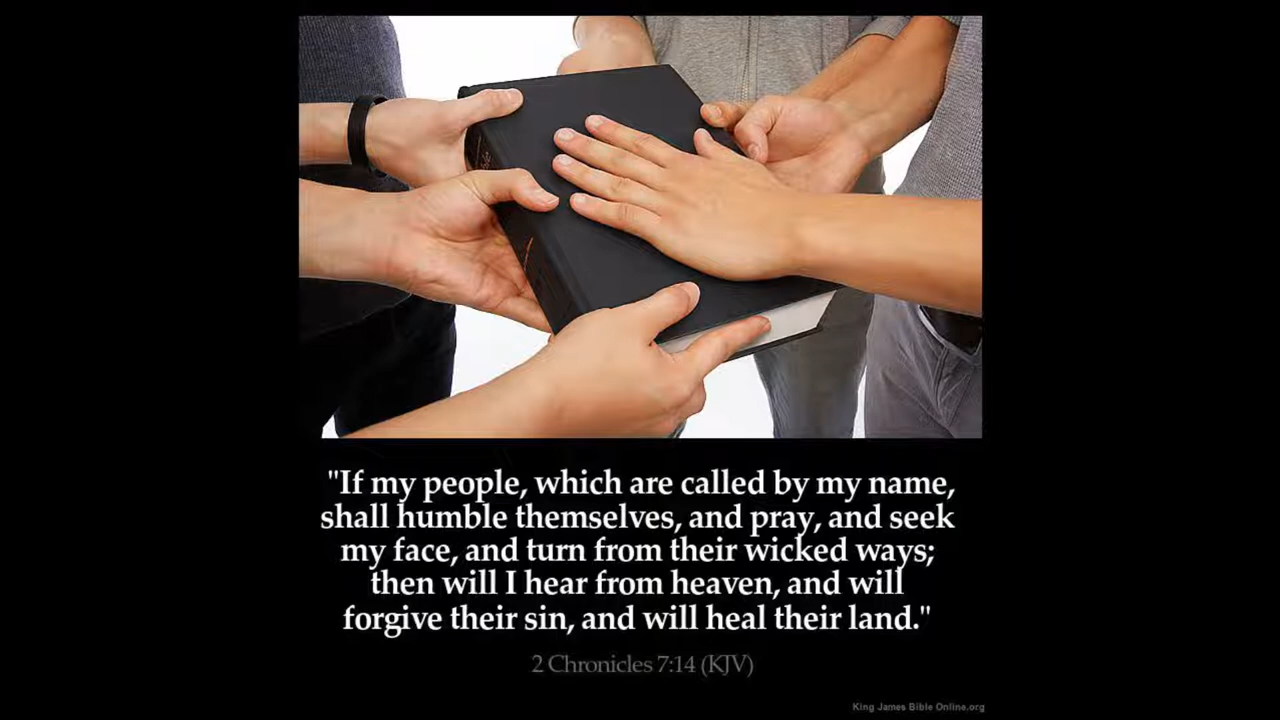 "If my people, which are called by my name,
shall humble themselves, and pray, and seek
my face, and turn from their wicked ways;
then will I hear from heaven, and will
forgive their sin, and will heal their land."
2 Chronicles 7:14 (KJV)
King James Bible Online.org